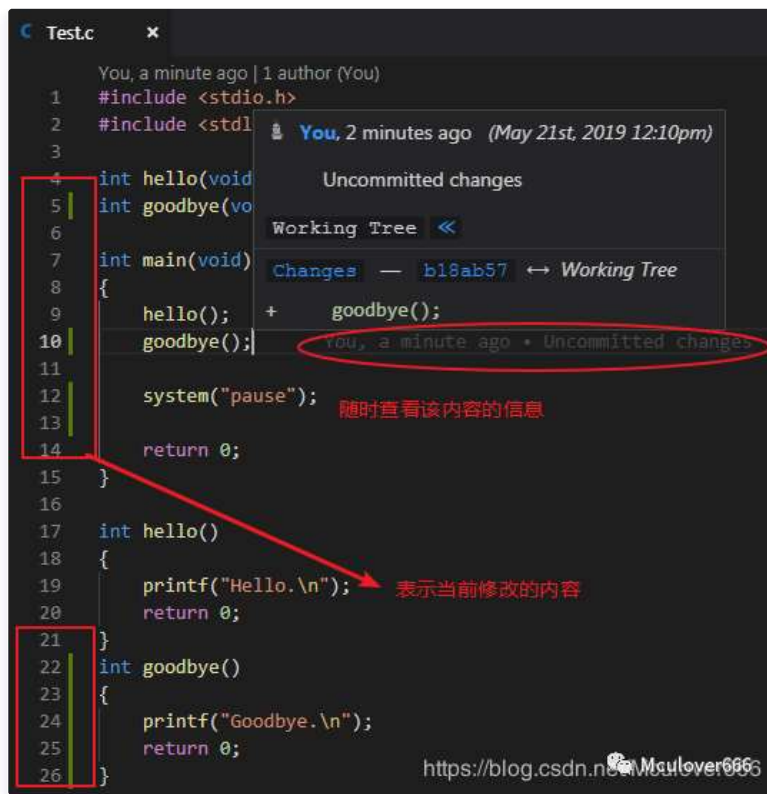 C Test.c ×
You, a minute ago | 1 author (You)
1 #include <stdio.h>
2 #include <stdl
You, 2 minutes ago (May 21st, 2019 12:10pm)
3
Uncommitted changes
4 int hello(void
5 int goodbye(vo
Working Tree
6
7 int main(void)
Changes — b18ab57 ↔ Working Tree
8 {
9 hello();
+ goodbye();
10 goodbye();
You, a minute ago • Uncommitted changes
11
12 system("pause");
随时查看该内容的信息
13
14 return 0;
15 }
16
17 int hello()
18 {
19 printf("Hello.\n");
表示当前修改的内容
20 return 0;
21 }
22 int goodbye()
23 {
24 printf("Goodbye.\n");
25 return 0;
26 }
https://blog.csdn.net/Mculover666
Mculover666